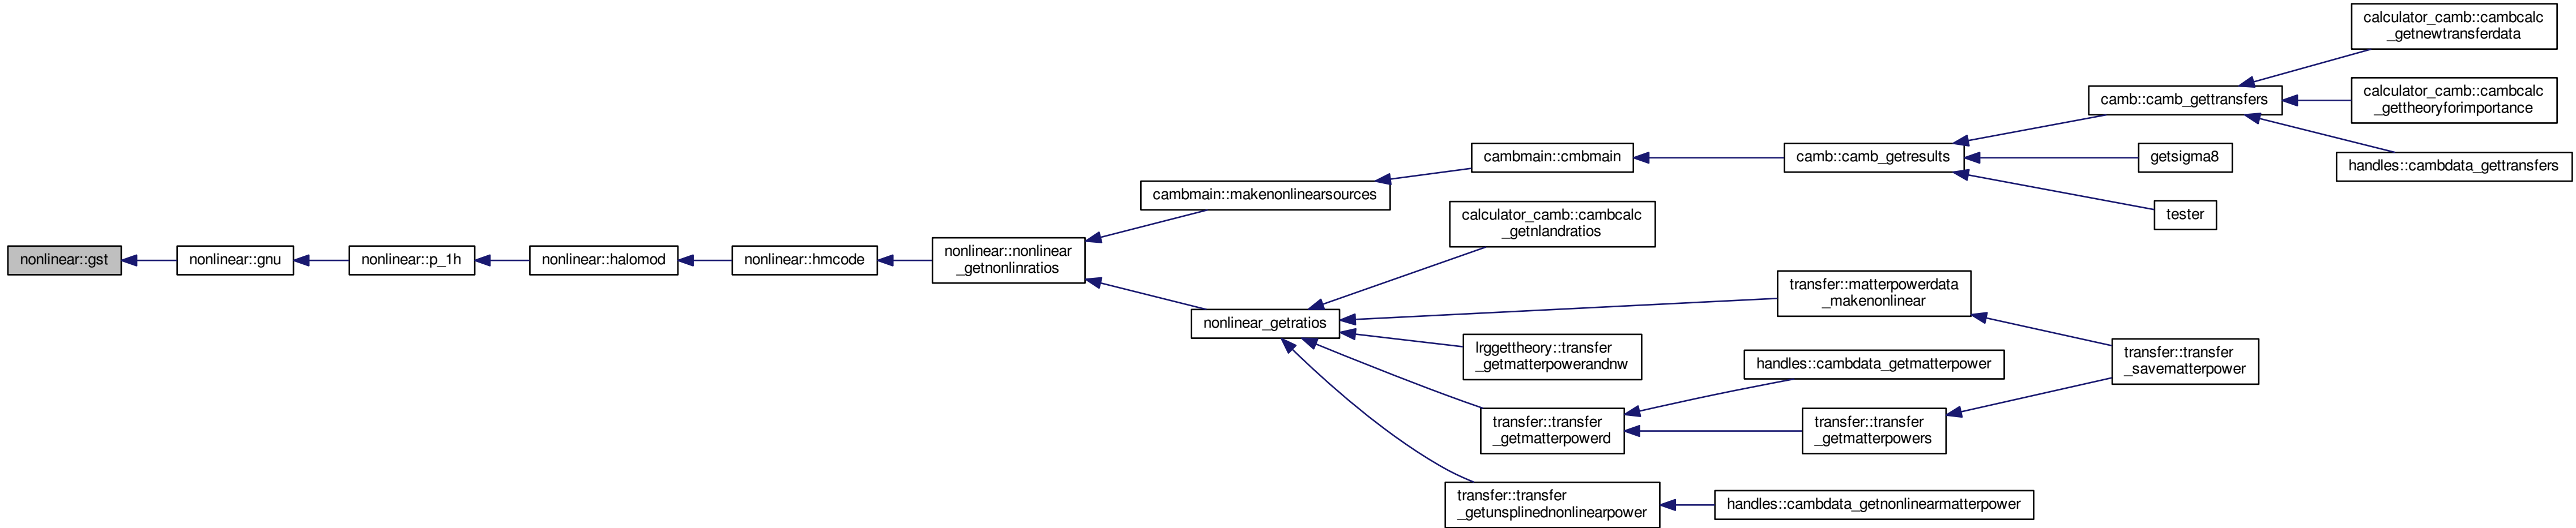 nonlinear::gst
nonlinear::gnu
nonlinear::p_1h
nonlinear::halomod
nonlinear::hmcode
nonlinear::nonlinear
_getnonlinratios
cambmain::makenonlinearsources
cambmain::cmbmain
camb::camb_getresults
camb::camb_gettransfers
calculator_camb::cambcalc
_getnewtransferdata
calculator_camb::cambcalc
_gettheoryforimportance
handles::cambdata_gettransfers
getsigma8
tester
nonlinear_getratios
calculator_camb::cambcalc
_getnlandratios
transfer::matterpowerdata
_makenonlinear
lrggettheory::transfer
_getmatterpowerandnw
transfer::transfer
_getmatterpowerd
handles::cambdata_getmatterpower
transfer::transfer
_getmatterpowers
transfer::transfer
_savematterpower
transfer::transfer
_getunsplinednonlinearpower
handles::cambdata_getnonlinearmatterpower